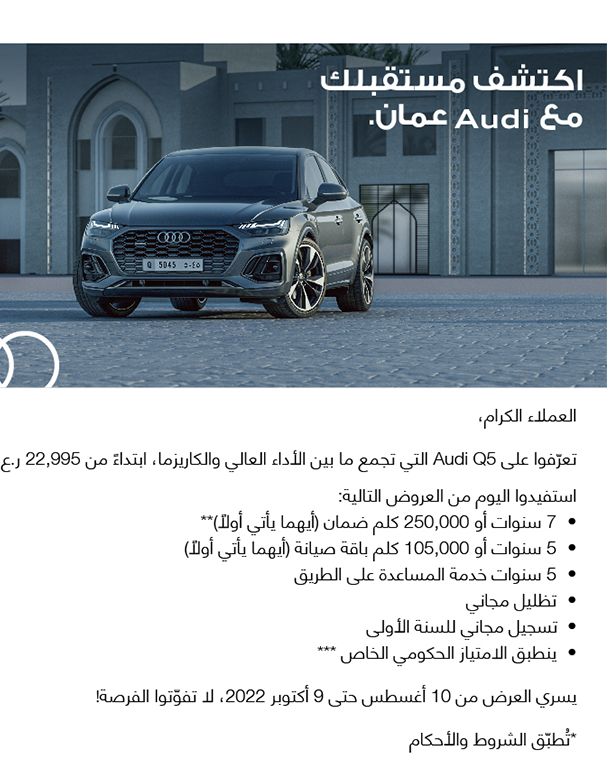 اكتشف مستقبلك
مع Audi عمان.
Q 5045 ٥٠٤٥
العملاء الكرام،
تعرّفوا على Audi Q5 التي تجمع ما بين الأداء العالي والكاريزما، ابتداءً من 22,995 ر.ع
استفيدوا اليوم من العروض التالية:
• 7 سنوات أو 250,000 كلم ضمان (أيهما يأتي أولاً)**
• 5 سنوات أو 105,000 كلم باقة صيانة (أيهما يأتي أولاً)
• 5 سنوات خدمة المساعدة على الطريق
• تظليل مجاني
• تسجيل مجاني للسنة الأولى
• ينطبق الامتياز الحكومي الخاص ***
يسري العرض من 10 أغسطس حتى 9 أكتوبر 2022، لا تفوّتوا الفرصة!
*تُطبّق الشروط والأحكام